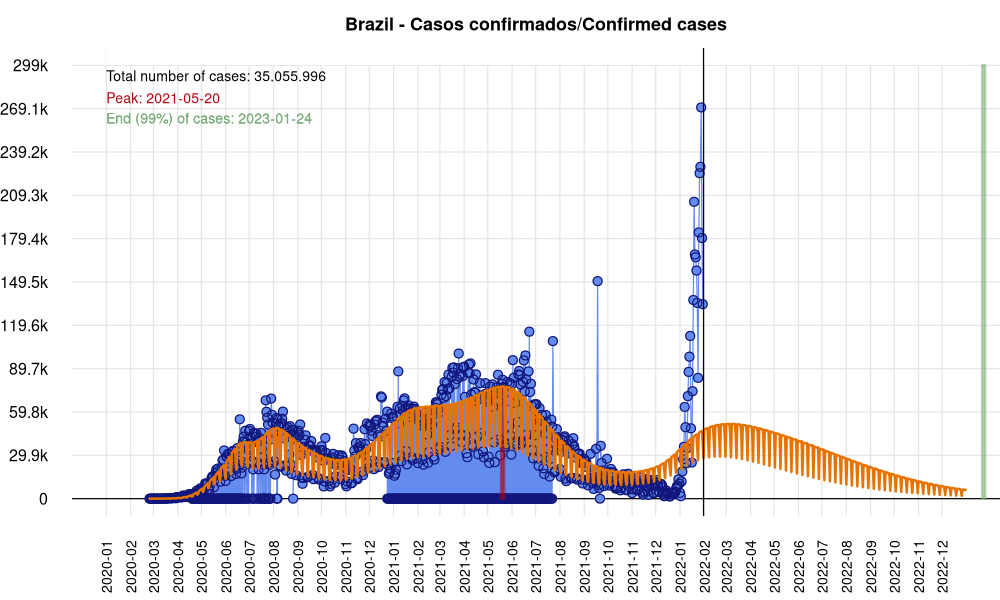 Brazil - Casos confirmados/Confirmed cases
Total number of cases: 35.055.996
Peak: 2021-05-20
End (99%) of cases: 2023-01-24
299k
269.1k
239.2k
209.3k
179.4k
149.5k
119.6k
89.7k
59.8k
29.9k
0
2020-01
2020-02
2020-03
2020-04
2020-05
2020-06
2020-07
2020-08
2020-09
2020-10
2020-11
2020-12
2021-01
2021-02
2021-03
2021-04
2021-05
2021-06
2021-07
2021-08
2021-09
2021-10
2021-11
2021-12
2022-01
2022-02
2022-03
2022-04
2022-05
2022-06
2022-07
2022-08
2022-09
2022-10
2022-11
2022-12